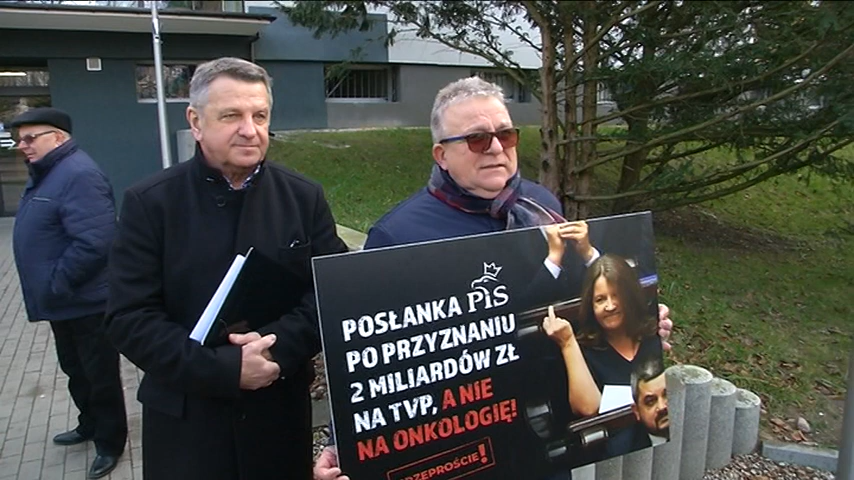 POSŁANKA PiS
PO PRZYZNANIU
2 MILIARDÓW ZŁ
NA TVP, A NIE
NA ONKOLOGIĘ!